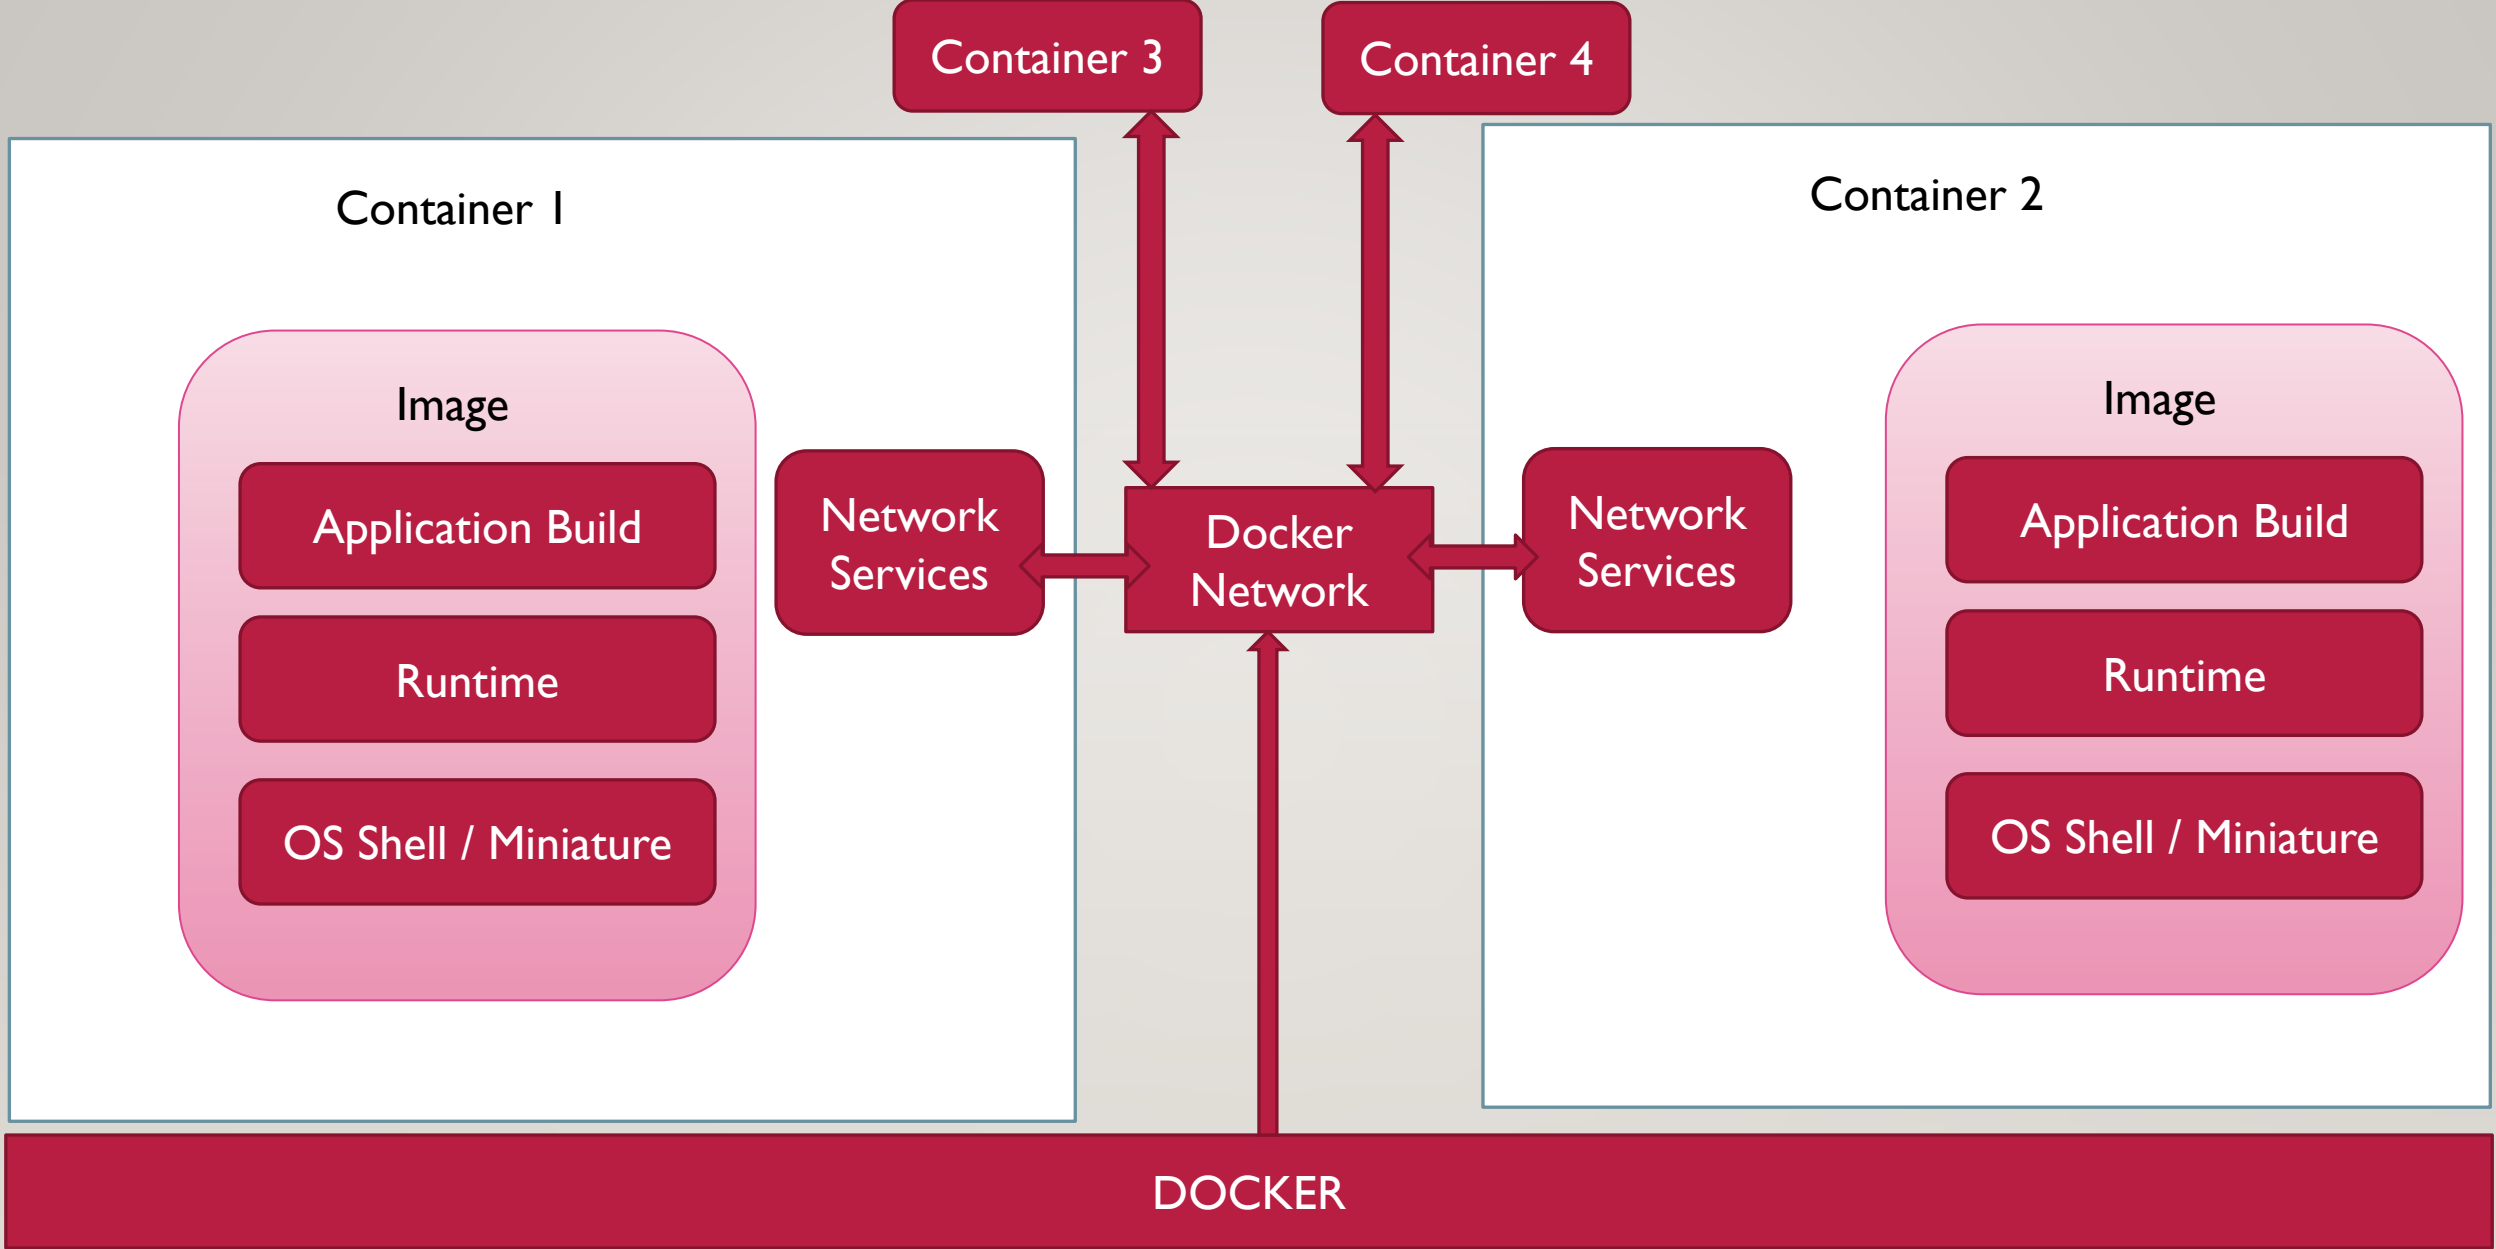 Container 3
Container 4
Container 1
Container 2
Image
Application Build
Runtime
OS Shell / Miniature
Network
Services
Docker
Network
Network
Services
Image
Application Build
Runtime
OS Shell / Miniature
DOCKER